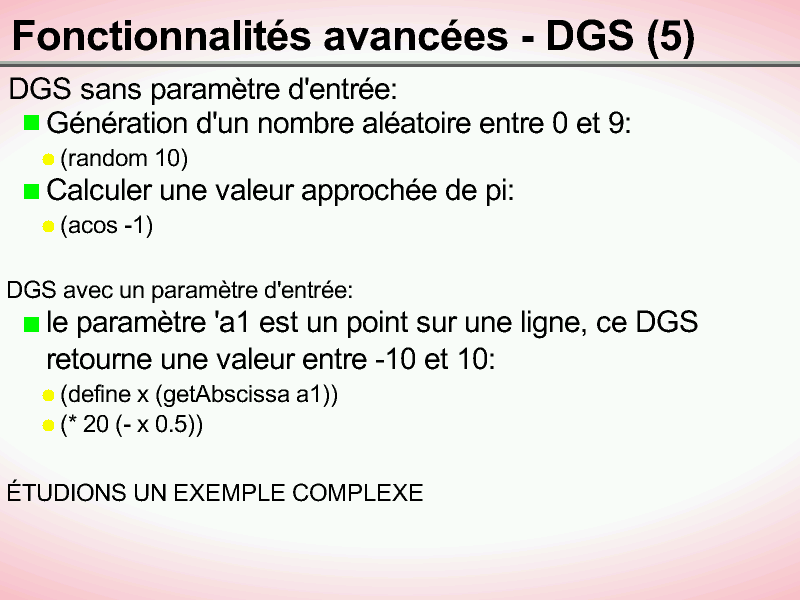 Fonctionnalités avancées - DGS (5)
DGS sans paramètre d'entrée:
Génération d'un nombre aléatoire entre 0 et 9:
(random 10)
Calculer une valeur approchée de pi:
(acos -1)
DGS avec un paramètre d'entrée:
le paramètre 'a1 est un point sur une ligne, ce DGS
retourne une valeur entre -10 et 10:
(define x (getAbscissa a1))
(* 20 (- x 0.5))
ÉTUDIONS UN EXEMPLE COMPLEXE